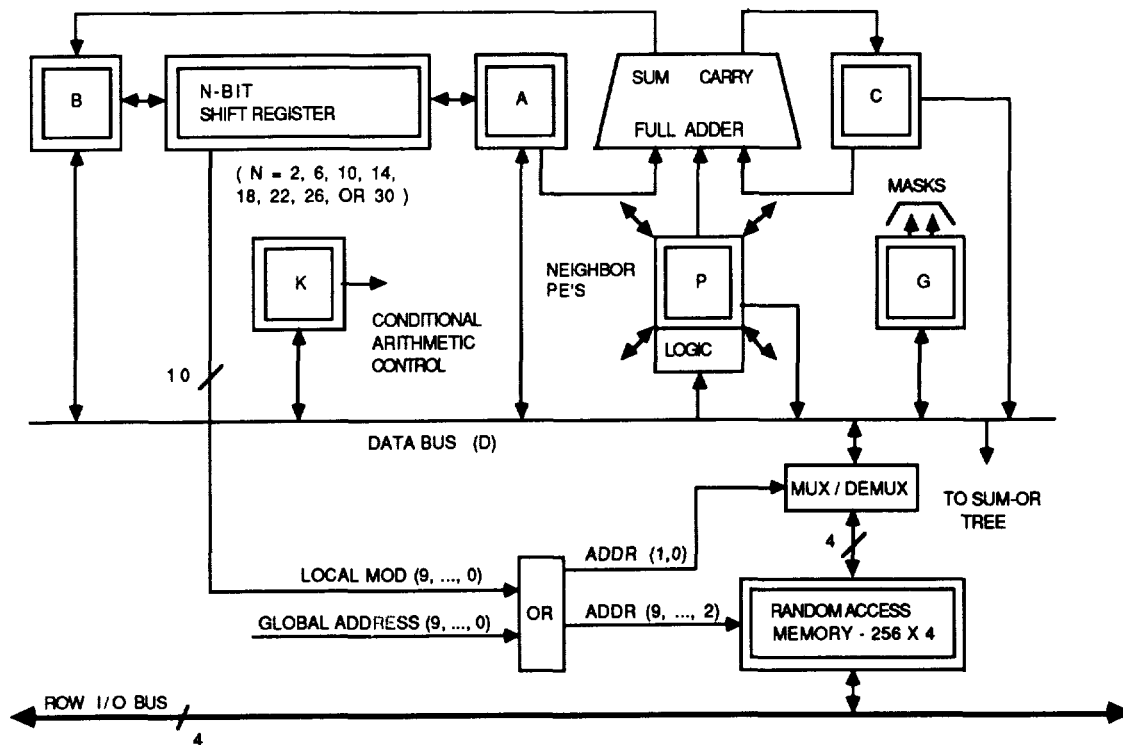 B
N-BIT
SHIFT REGISTER
A
SUM CARRY
FULL ADDER
C
( N = 2, 6, 10, 14,
18, 22, 26, OR 30 )
MASKS
K
CONDITIONAL
ARITHMETIC
CONTROL
NEIGHBOR
PE'S
P
LOGIC
G
10
DATA BUS (D)
MUX / DEMUX
TO SUM-OR
TREE
4
ADDR (1,0)
LOCAL MOD (9, ..., 0)
OR
ADDR (9, ..., 2)
GLOBAL ADDRESS (9, ..., 0)
RANDOM ACCESS
MEMORY - 256 X 4
ROW I/O BUS
4